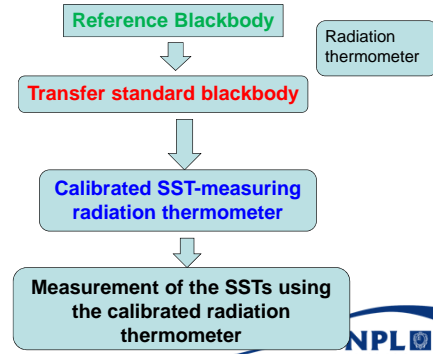 Reference Blackbody
Radiation
thermometer
Transfer standard blackbody
Calibrated SST-measuring
radiation thermometer
Measurement of the SSTs using
the calibrated radiation
thermometer
NPL